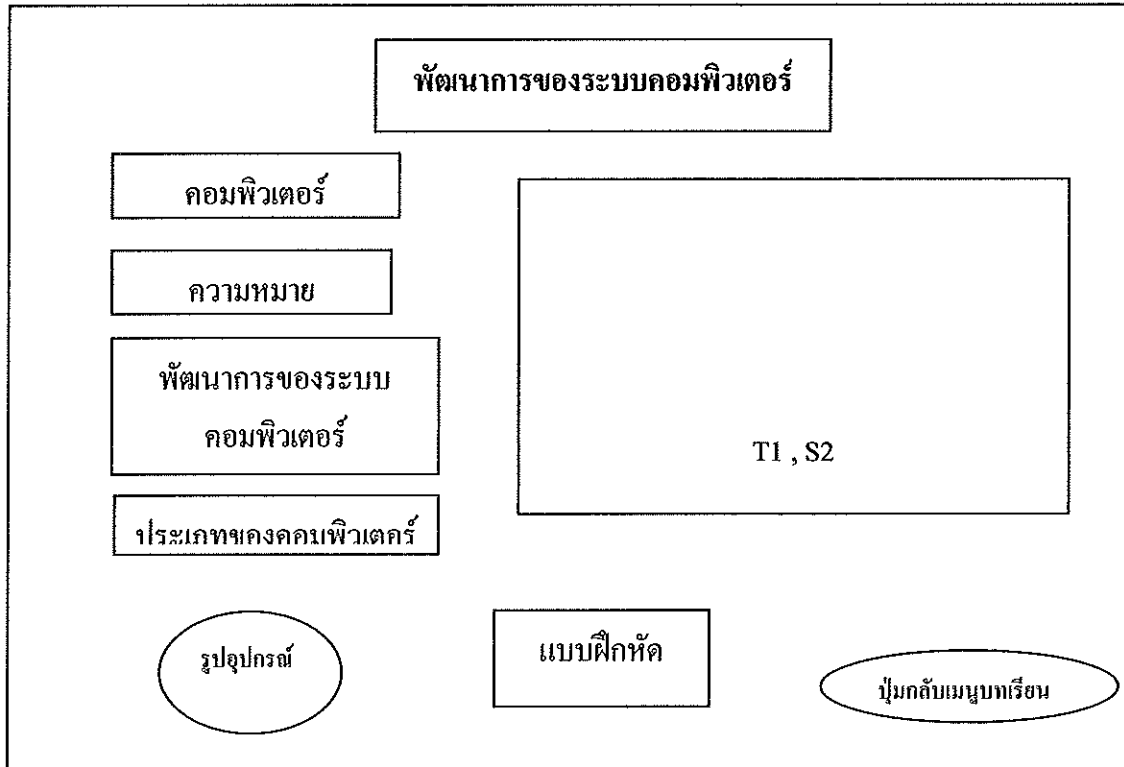 พัฒนาการของระบบคอมพิวเตอร์
คอมพิวเตอร์
ความหมาย
พัฒนาการของระบบ
คอมพิวเตอร์
T1 , S2
ประเภทของคอมพิวเตอร์
รูปอุปกรณ์
แบบฝึกหัด
ปุ่มกลับเมนูบทเรียน